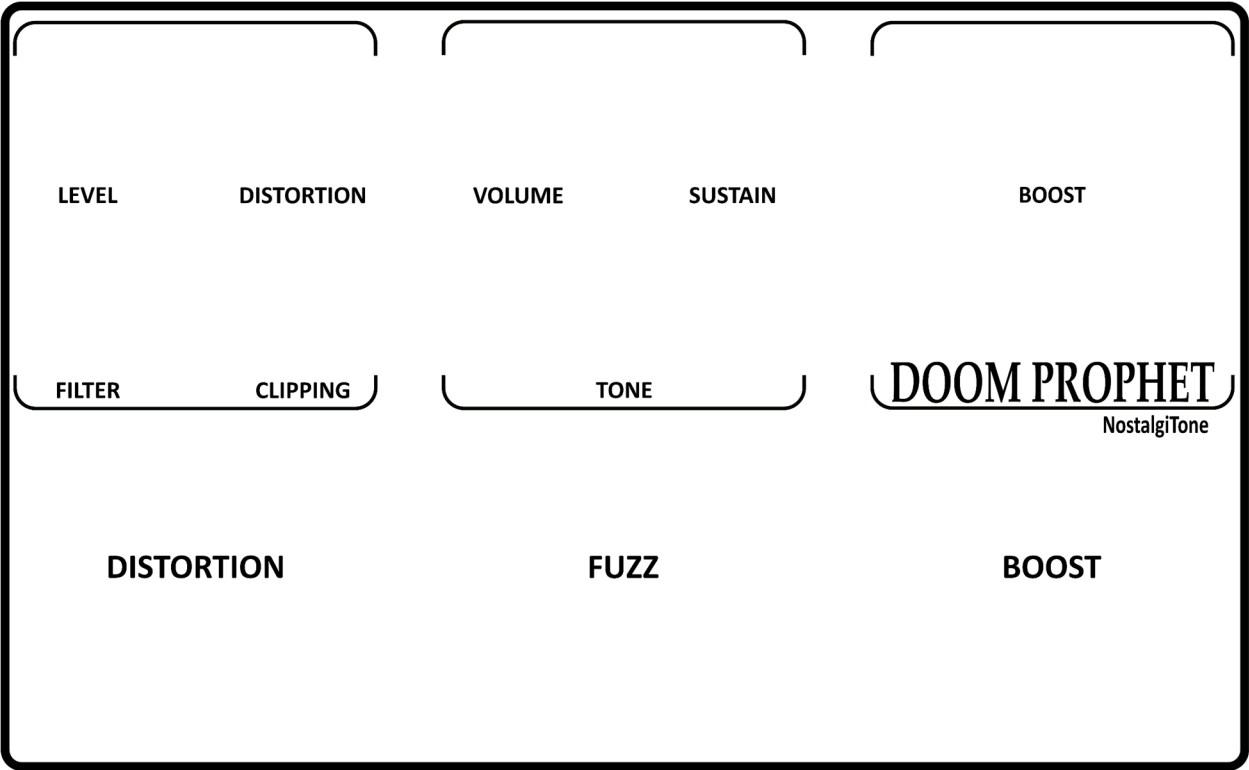 LEVEL DISTORTION VOLUME SUSTAIN BOOST
FILTER CLIPPING TONE DOOM PROPHET
NostalgiTone
DISTORTION FUZZ BOOST